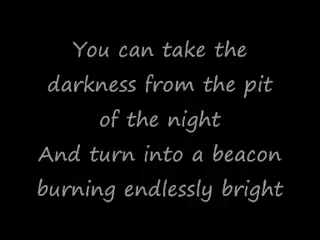 You can take the
darkness from the pit
of the night
And turn into a beacon
burning endlessly bright